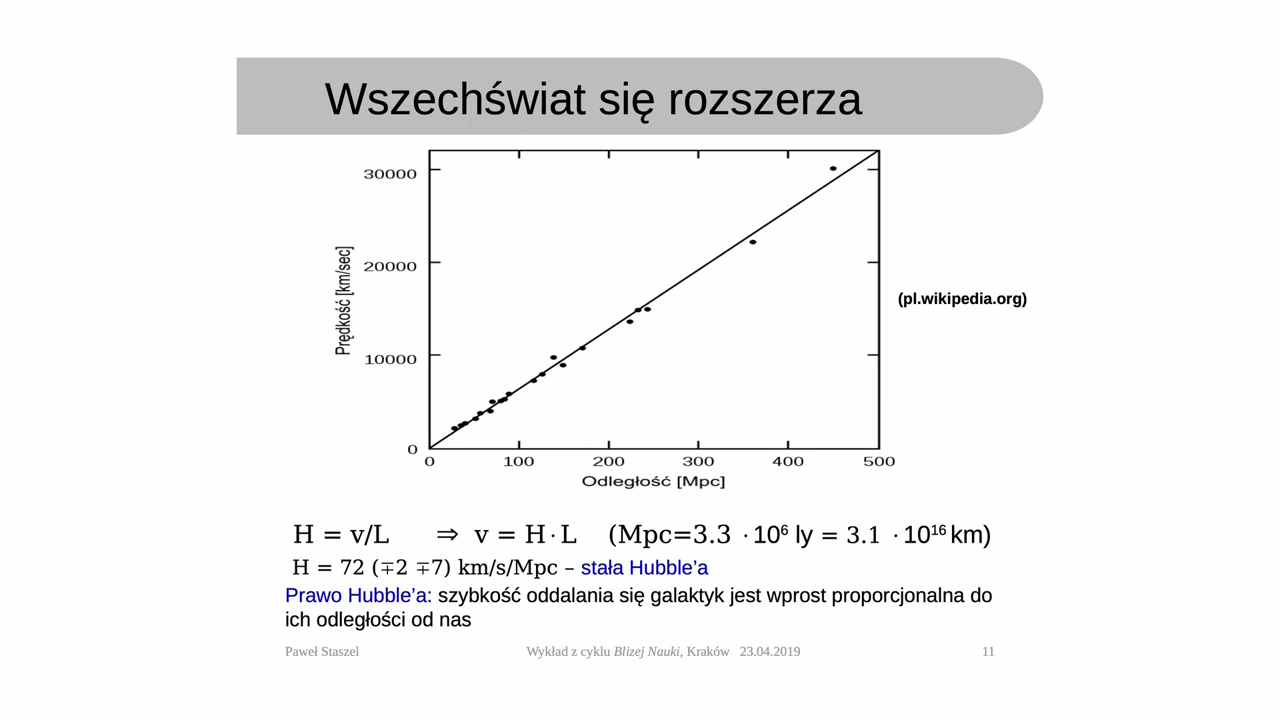 Wszechświat się rozszerza
30000
20000
10000
0
Prędkość [km/sec]
0 100 200 300 400 500
Odległość [Mpc]
(pl.wikipedia.org)
H = v/L ⇒ v = H·L (Mpc=3.3 ·10⁶ ly = 3.1 ·10¹⁶ km)
H = 72 (∓2 ∓7) km/s/Mpc – stała Hubble’a
Prawo Hubble’a: szybkość oddalania się galaktyk jest wprost proporcjonalna do
ich odległości od nas
Paweł Staszel Wykład z cyklu Blizej Nauki, Kraków 23.04.2019 11